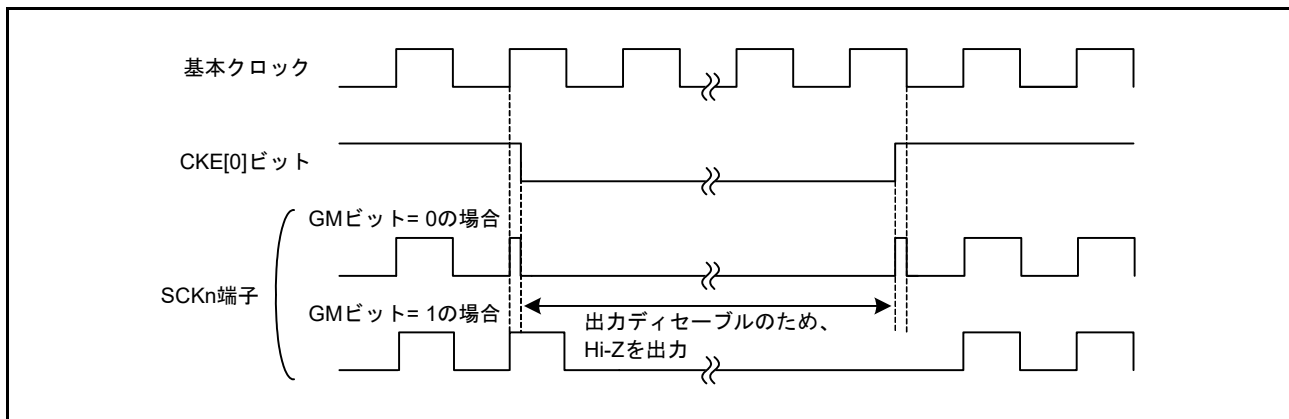 基本クロック
CKE[0]ビット
GMビット= 0の場合
SCKn端子
GMビット= 1の場合
出力ディセーブルのため、
Hi-Zを出力